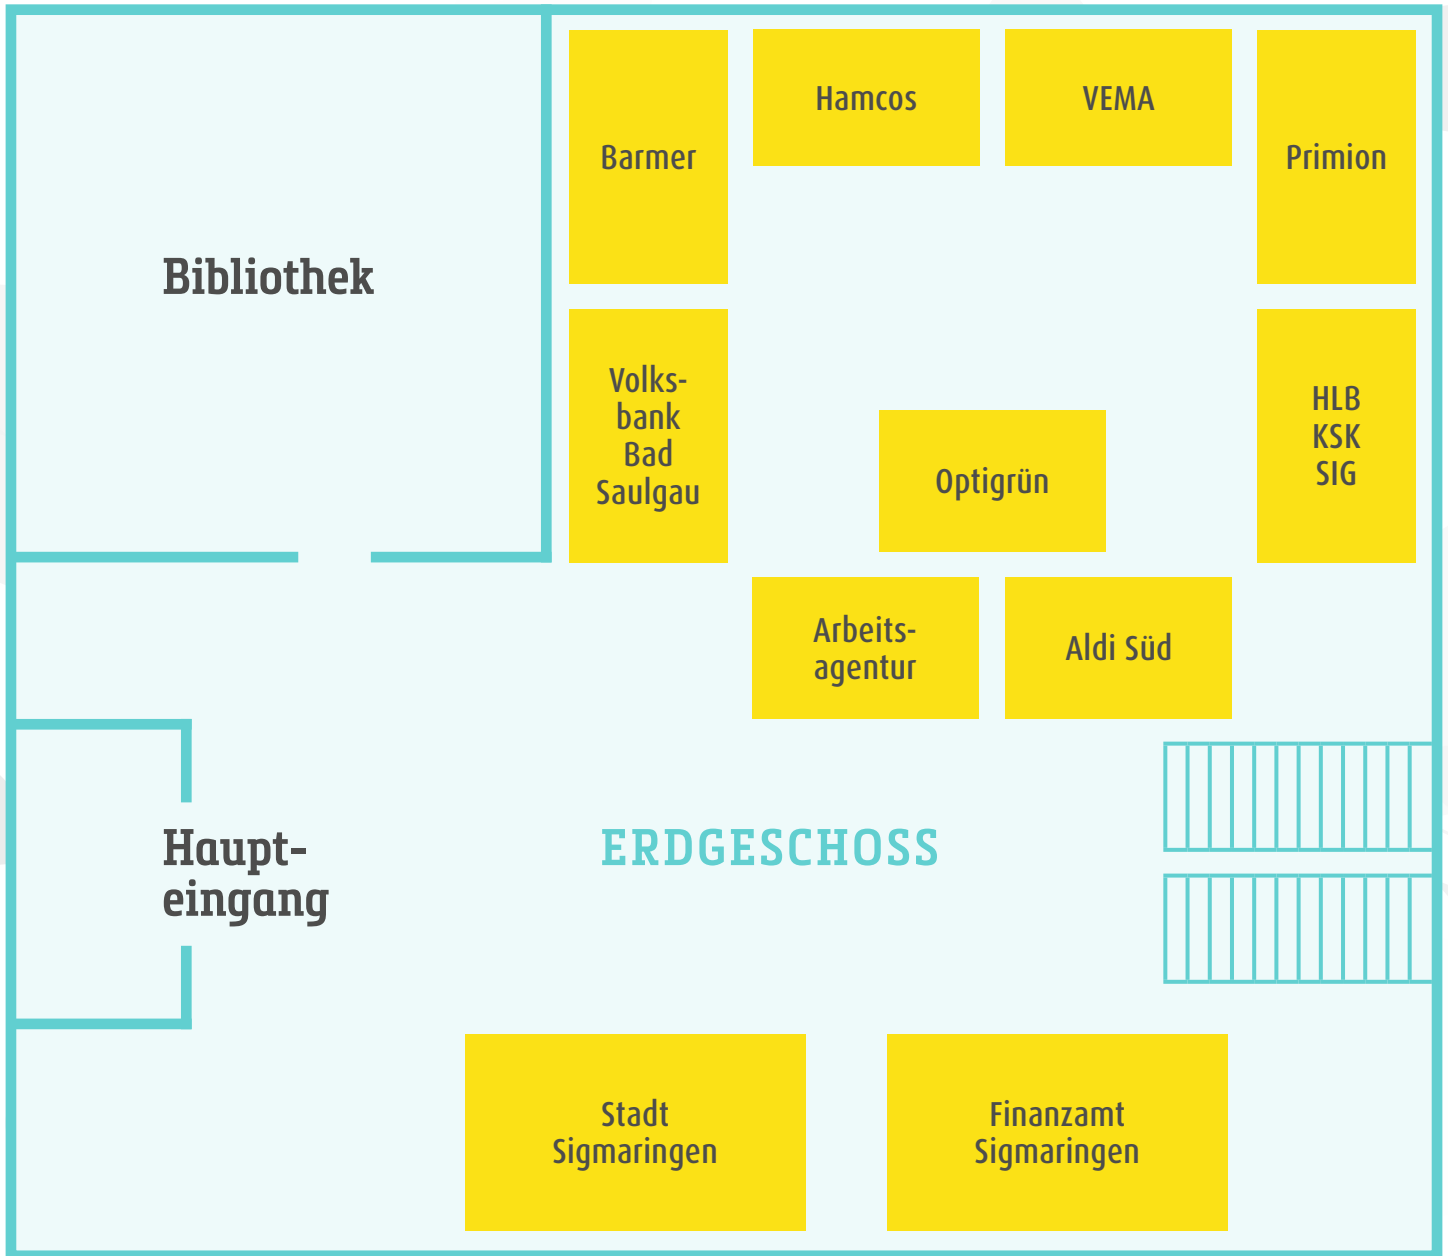 Hamcos
VEMA
Barmer
Primion
Bibliothek
Volks-
bank
Bad
Saulgau
HLB
KSK
SIG
Optigrün
Arbeits-
agentur
Aldi Süd
Haupt-
eingang
ERDGESCHOSS
Stadt
Sigmaringen
Finanzamt
Sigmaringen